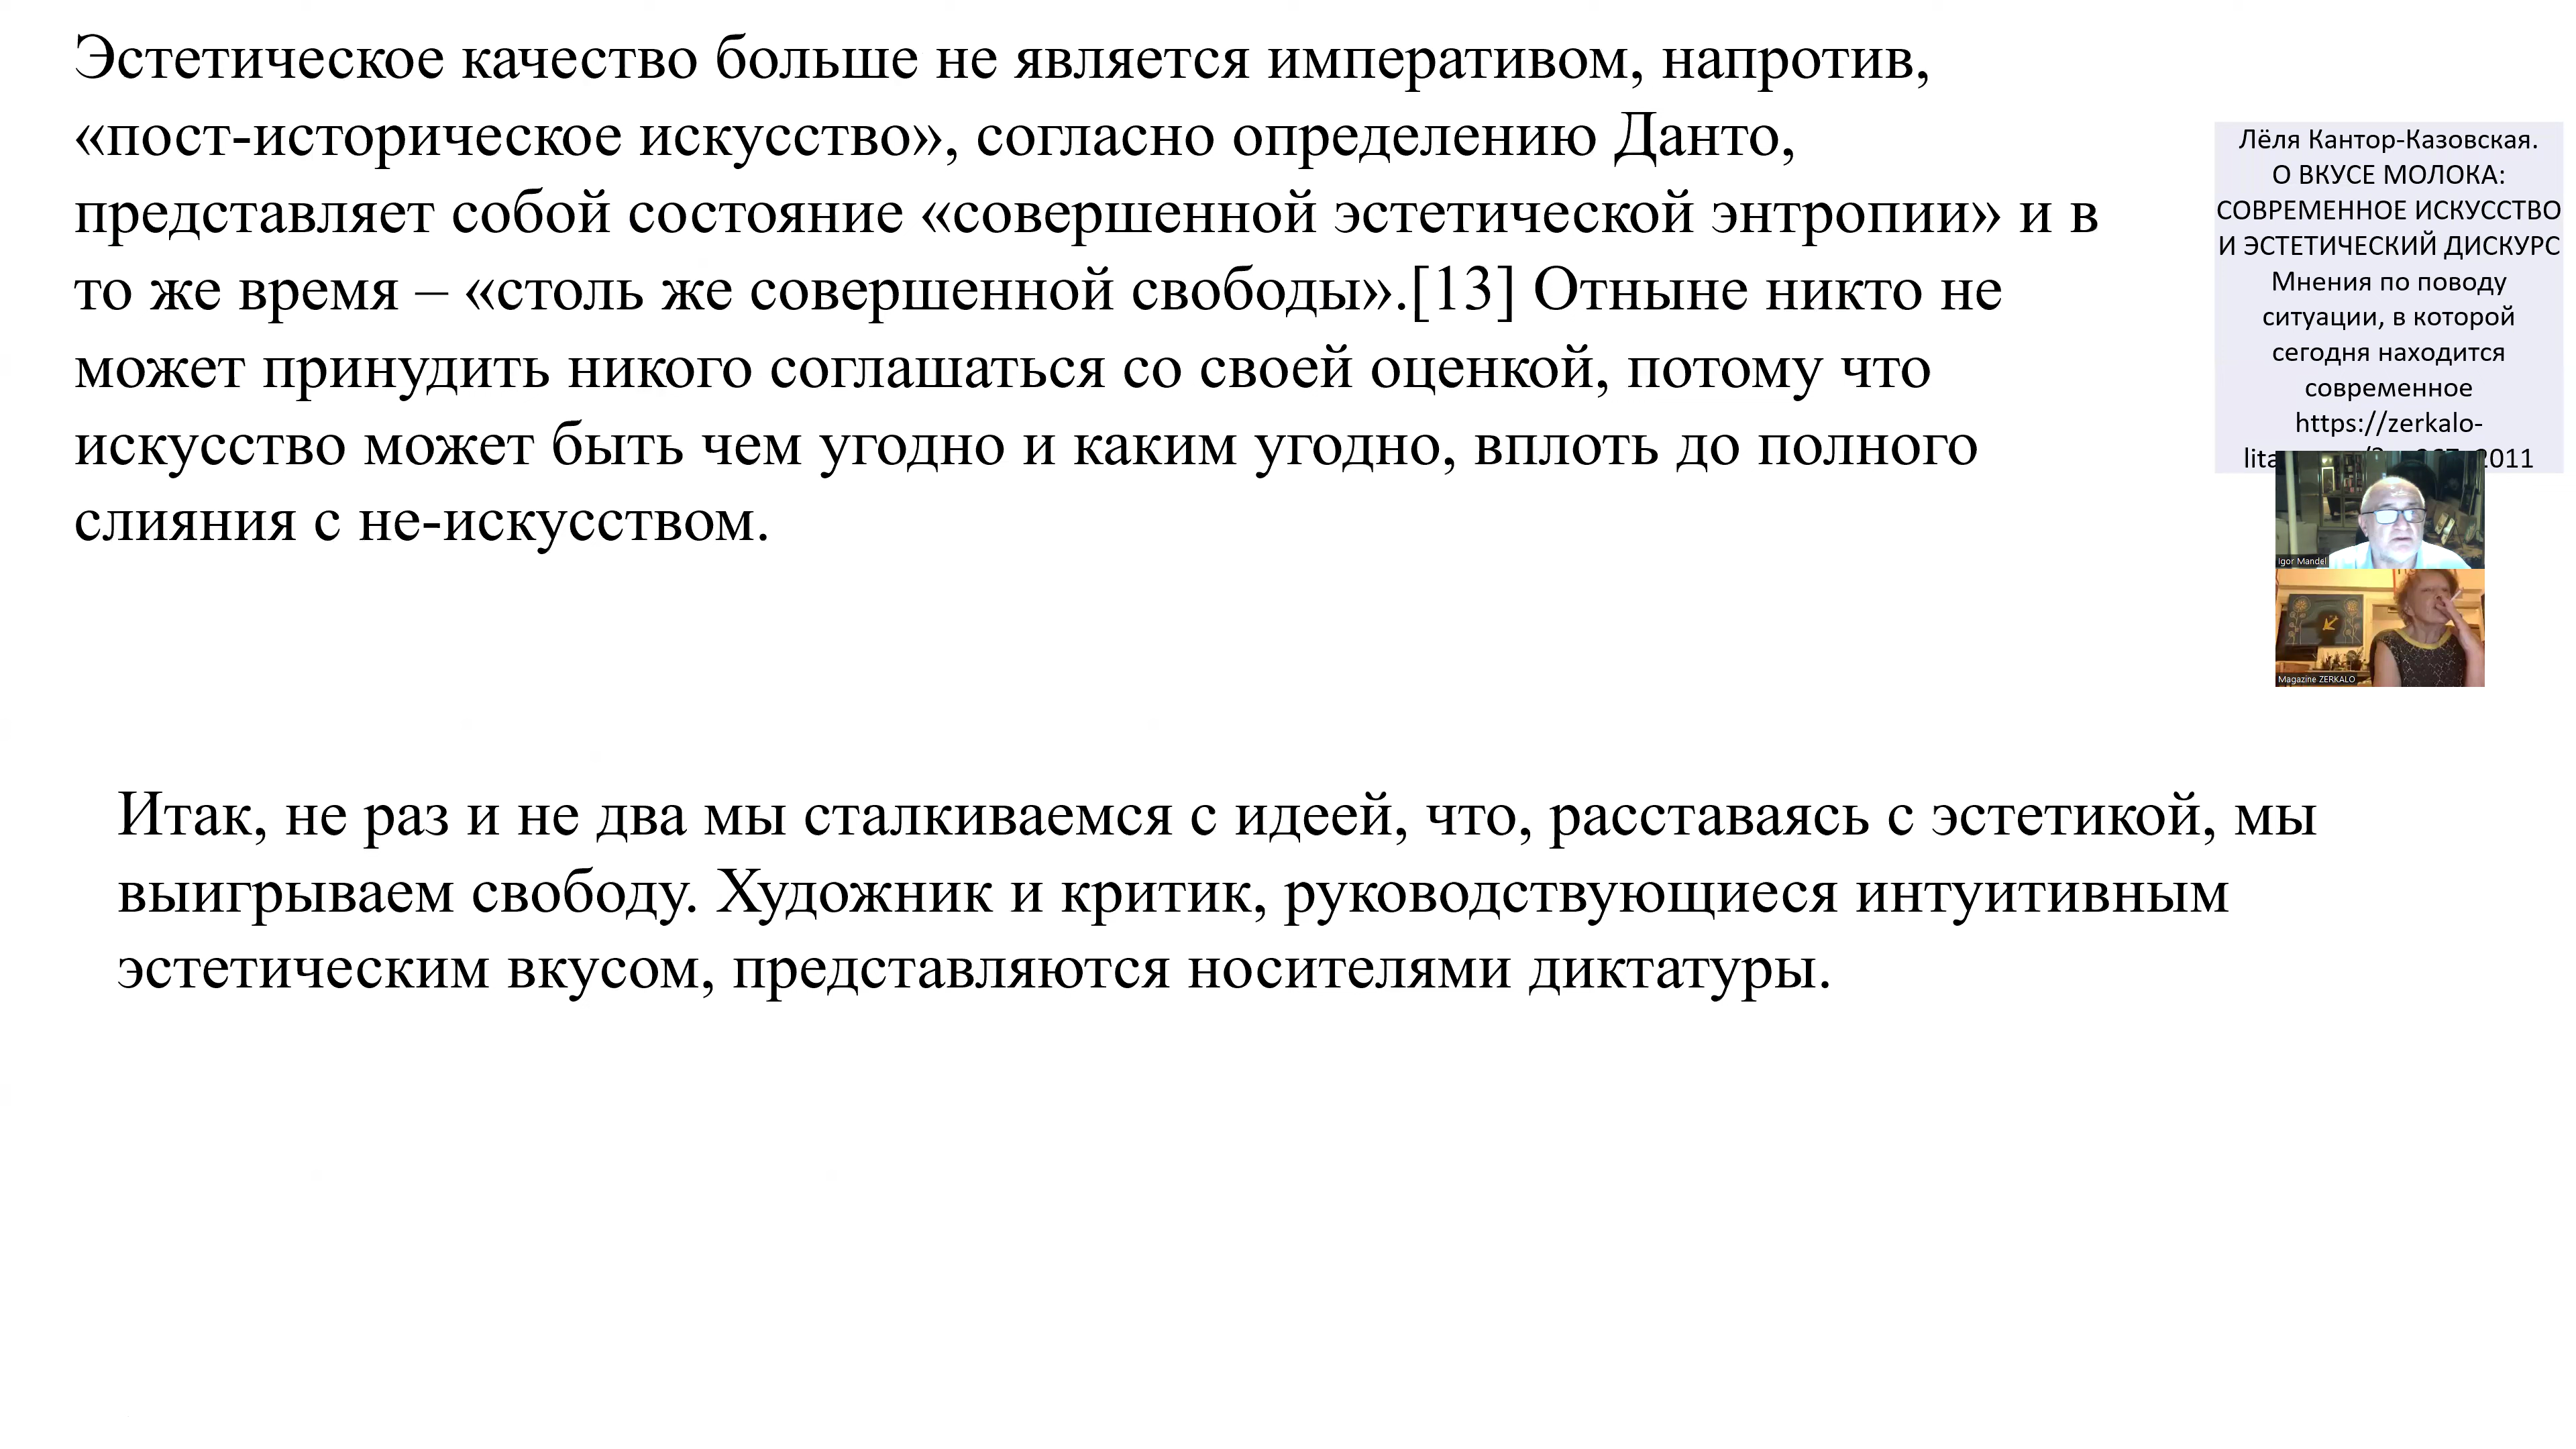 Эстетическое качество больше не является императивом, напротив,
«пост-историческое искусство», согласно определению Данто,
представляет собой состояние «совершенной эстетической энтропии» и в
то же время – «столь же совершенной свободы».[13] Отныне никто не
может принудить никого соглашаться со своей оценкой, потому что
искусство может быть чем угодно и каким угодно, вплоть до полного
слияния с не-искусством.
Лёля Кантор-Казовская.
О ВКУСЕ МОЛОКА:
СОВРЕМЕННОЕ ИСКУССТВО
И ЭСТЕТИЧЕСКИЙ ДИСКУРС
Мнения по поводу
ситуации, в которой
сегодня находится
современное
https://zerkalo-
2011
Igor Mandel
Magazine ZERKALO
Итак, не раз и не два мы сталкиваемся с идеей, что, расставаясь с эстетикой, мы
выигрываем свободу. Художник и критик, руководствующиеся интуитивным
эстетическим вкусом, представляются носителями диктатуры.